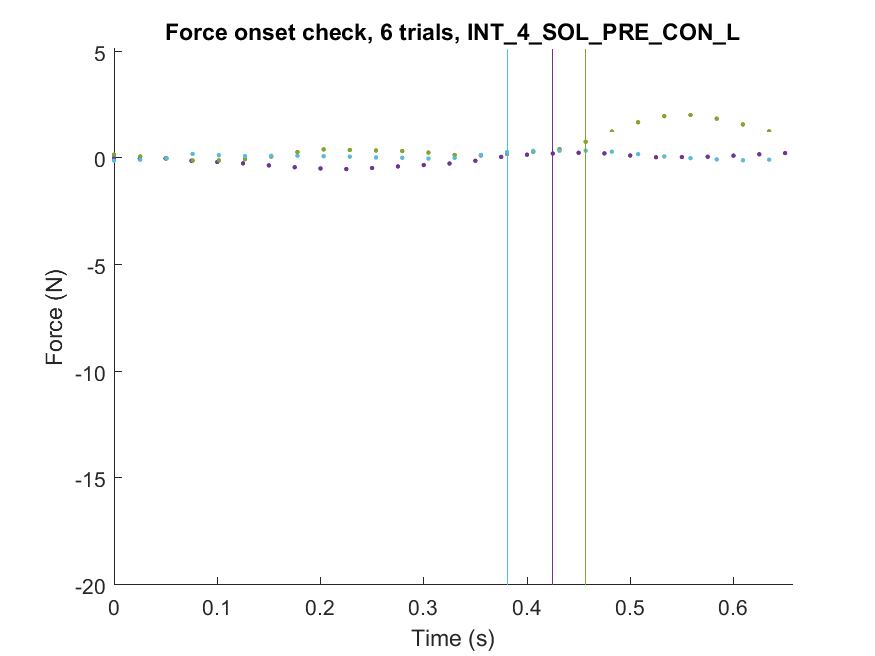 Force onset check, 6 trials, INT_4_SOL_PRE_CON_L
5
0
-5
-10
-15
-20
Force (N)
0 0.1 0.2 0.3 0.4 0.5 0.6
Time (s)